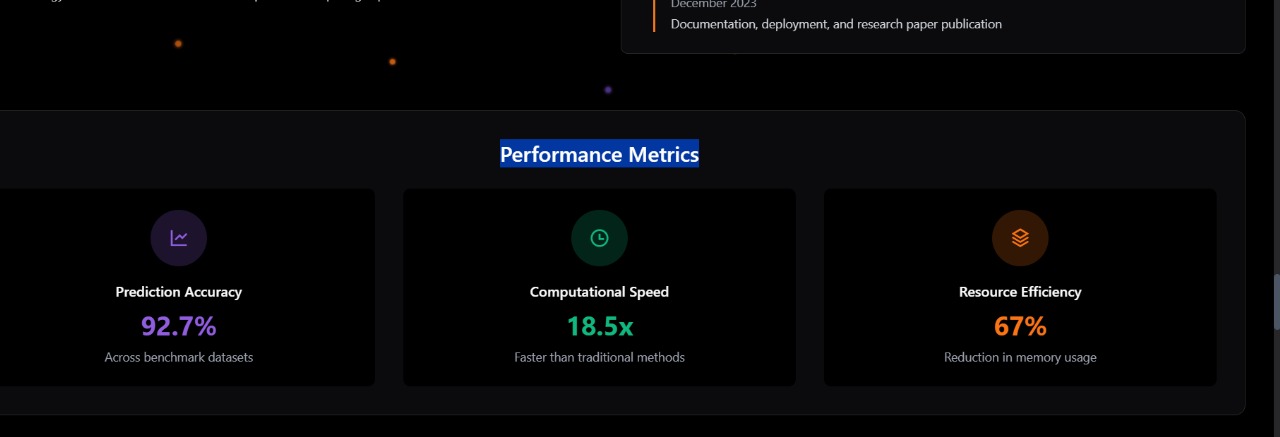 December 2023
Documentation, deployment, and research paper publication
Performance Metrics
Prediction Accuracy
92.7%
Across benchmark datasets
Computational Speed
18.5x
Faster than traditional methods
Resource Efficiency
67%
Reduction in memory usage